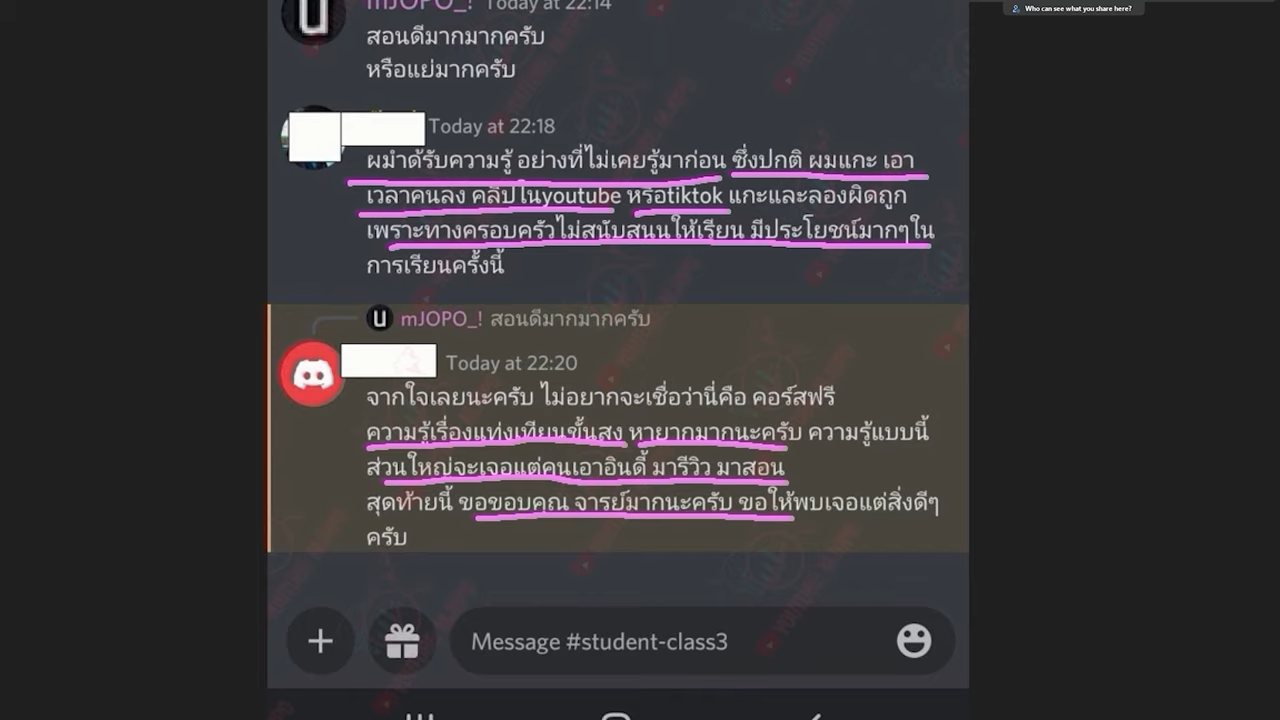 Who can see what you share here?
mJOPO_! Today at 22:14
สอนดีมากมากครับ
หรือแย่มากครับ
Today at 22:18
ผมำด้รับความรู้ อย่างที่ไม่เคยรู้มาก่อน ซึ่งปกติ ผมแกะ เอา
เวลาคนลง คลิปในyoutube หรือtiktok แกะและลองผิดถูก
เพราะทางครอบครัวไม่สนับสนุนให้เรียน มีประโยชน์มากๆใน
การเรียนครั้งนี้
mJOPO_! สอนดีมากมากครับ
Today at 22:20
จากใจเลยนะครับ ไม่อยากจะเชื่อว่านี่คือ คอร์สฟรี
ความรู้เรื่องแท่งเทียนขั้นสูง หายากมากนะครับ ความรู้แบบนี้
ส่วนใหญ่จะเจอแต่คนเอาอินดี้ มารีวิว มาสอน
สุดท้ายนี้ ขอขอบคุณ จารย์มากนะครับ ขอให้พบเจอแต่สิ่งดีๆ
ครับ
Message #student-class3